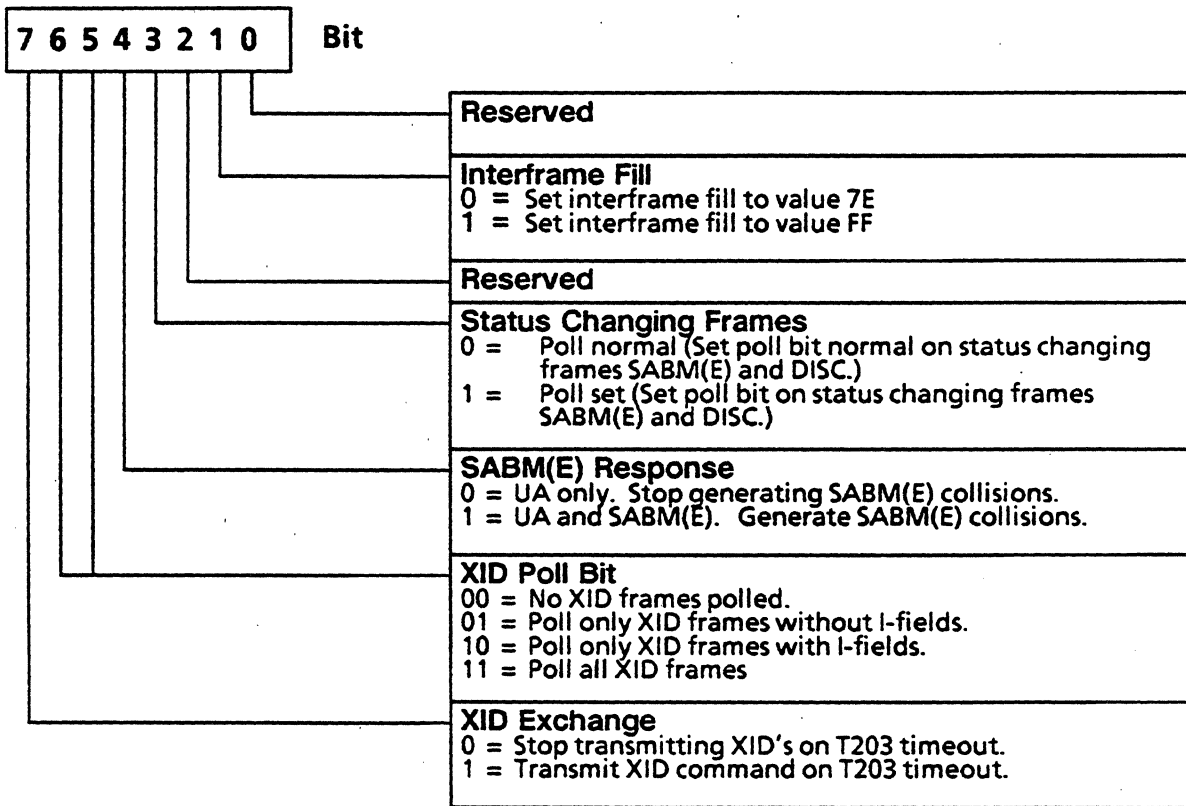 7 6 5 4 3 2 1 0 Bit
Reserved
Interframe Fill
0 = Set interframe fill to value 7E
1 = Set interframe fill to value FF
Reserved
Status Changing Frames
0 = Poll normal (Set poll bit normal on status changing
frames SABM(E) and DISC.)
1 = Poll set (Set poll bit on status changing frames
SABM(E) and DISC.)
SABM(E) Response
0 = UA only. Stop generating SABM(E) collisions.
1 = UA and SABM(E). Generate SABM(E) collisions.
XID Poll Bit
00 = No XID frames polled.
01 = Poll only XID frames without I-fields.
10 = Poll only XID frames with I-fields.
11 = Poll all XID frames
XID Exchange
0 = Stop transmitting XID's on T203 timeout.
1 = Transmit XID command on T203 timeout.